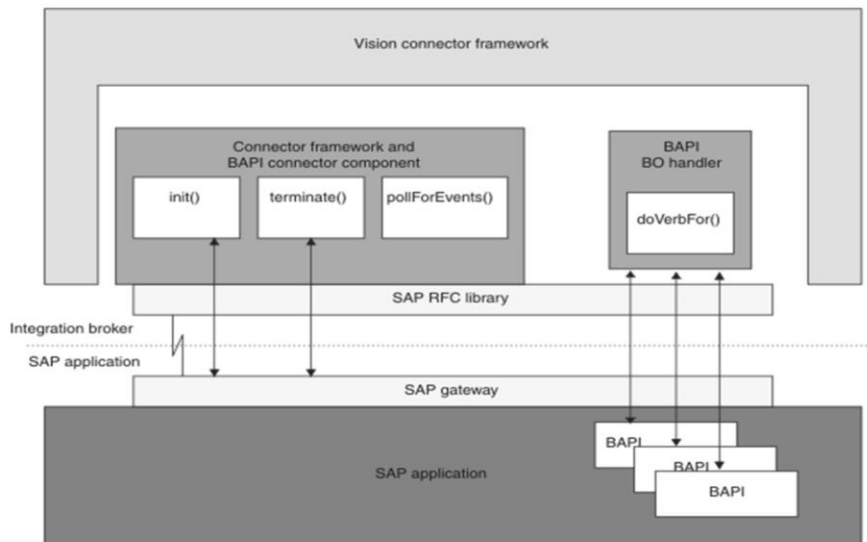 Vision connector framework
Connector framework and
BAPI connector component
init()
terminate()
pollForEvents()
BAPI
BO handler
doVerbFor()
SAP RFC library
Integration broker
SAP application
SAP gateway
SAP application
BAPI
BAPI
BAPI